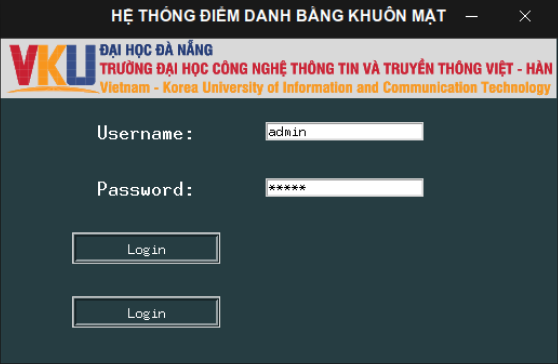 HỆ THỐNG ĐIỂM DANH BẰNG KHUÔN MẶT
VKU
ĐẠI HỌC ĐÀ NẴNG
TRƯỜNG ĐẠI HỌC CÔNG NGHỆ THÔNG TIN VÀ TRUYỀN THÔNG VIỆT - HÀN
Vietnam - Korea University of Information and Communication Technology
Username: admin
Password: *****
Login
Login